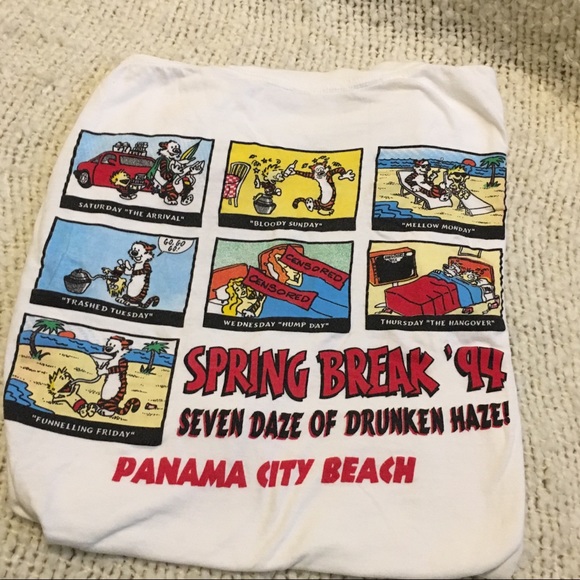 SATURDAY "THE ARRIVAL"
"BLOODY SUNDAY"
"MELLOW MONDAY"
GO, GO
GO!
"TRASHED TUESDAY"
CENSORED
CENSORED
WEDNESDAY "HUMP DAY"
THURSDAY "THE HANGOVER"
"FUNNELLING FRIDAY"
SPRING BREAK '94
SEVEN DAZE OF DRUNKEN HAZE!
PANAMA CITY BEACH